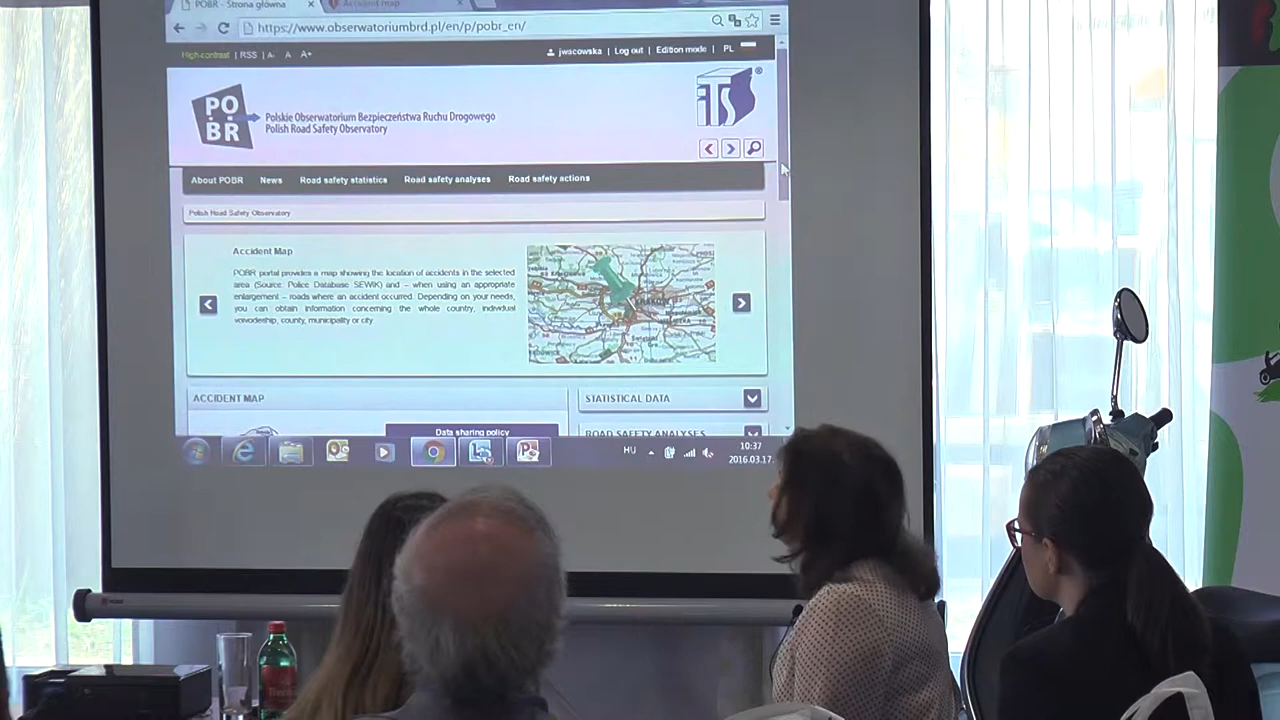 POBR - Strona główna
Accident map
https://www.obserwatoriumbrd.pl/en/p/pobr_en/
High-contrast | RSS | A- A A+
jwacowska | Log out | Edition mode | PL
PO
BR
Polskie Obserwatorium Bezpieczeństwa Ruchu Drogowego
Polish Road Safety Observatory
iTS
®
About POBR News Road safety statistics Road safety analyses Road safety actions
Polish Road Safety Observatory
Accident Map
POBR portal provides a map showing the location of accidents in the selected
area (Source: Police Database SEWiK) and – when using an appropriate
enlargement – roads where an accident occurred. Depending on your needs,
you can obtain information concerning the whole country, individual
voivodeship, county, municipality or city
ACCIDENT MAP
STATISTICAL DATA
Data sharing policy
ROAD SAFETY ANALYSES
HU
10:37
2016.03.17.